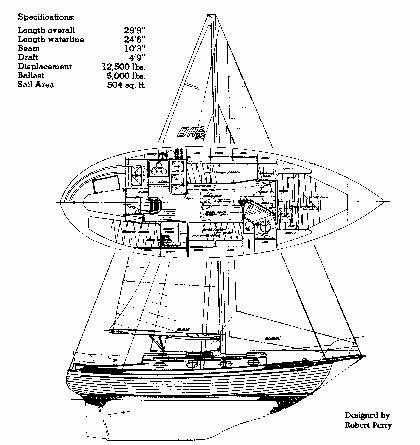 Specifications:
Length overall 29'9"
Length waterline 24'6"
Beam 10'3"
Draft 4'9"
Displacement 12,500 lbs.
Ballast 5,000 lbs.
Sail Area 504 sq. ft.
Designed by
Robert Perry